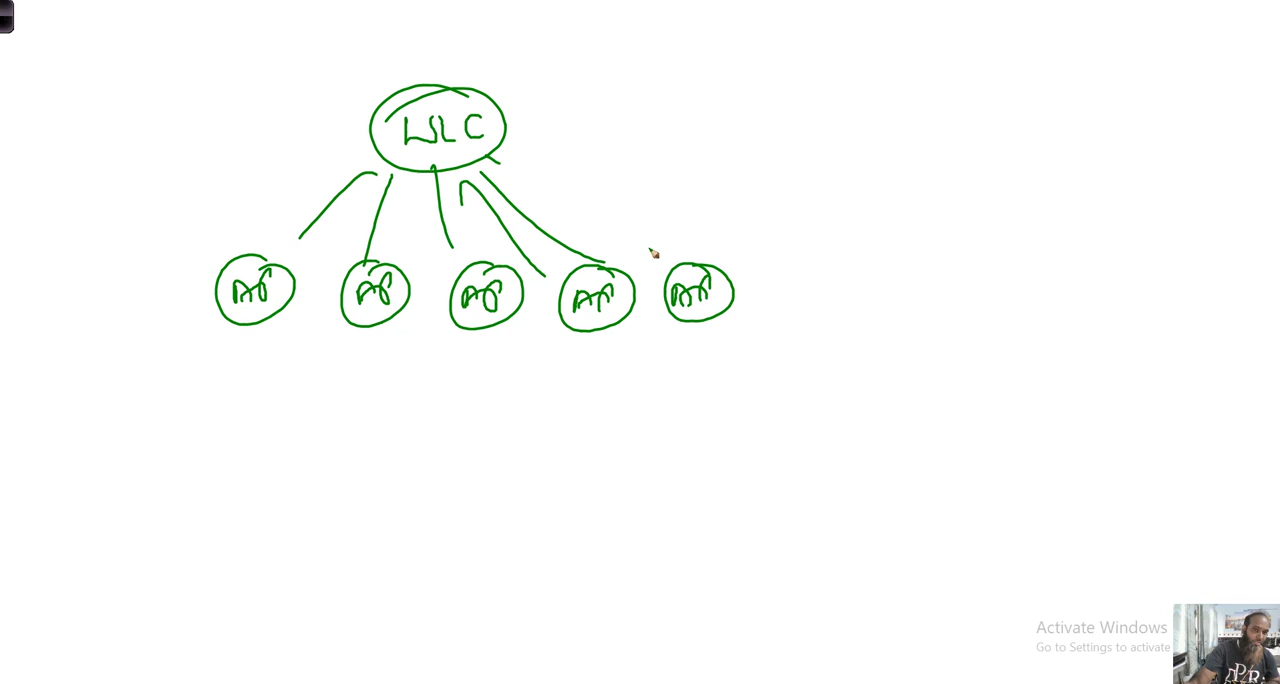 WLC
AP AP AP AP AP
Activate Windows
Go to Settings to activate